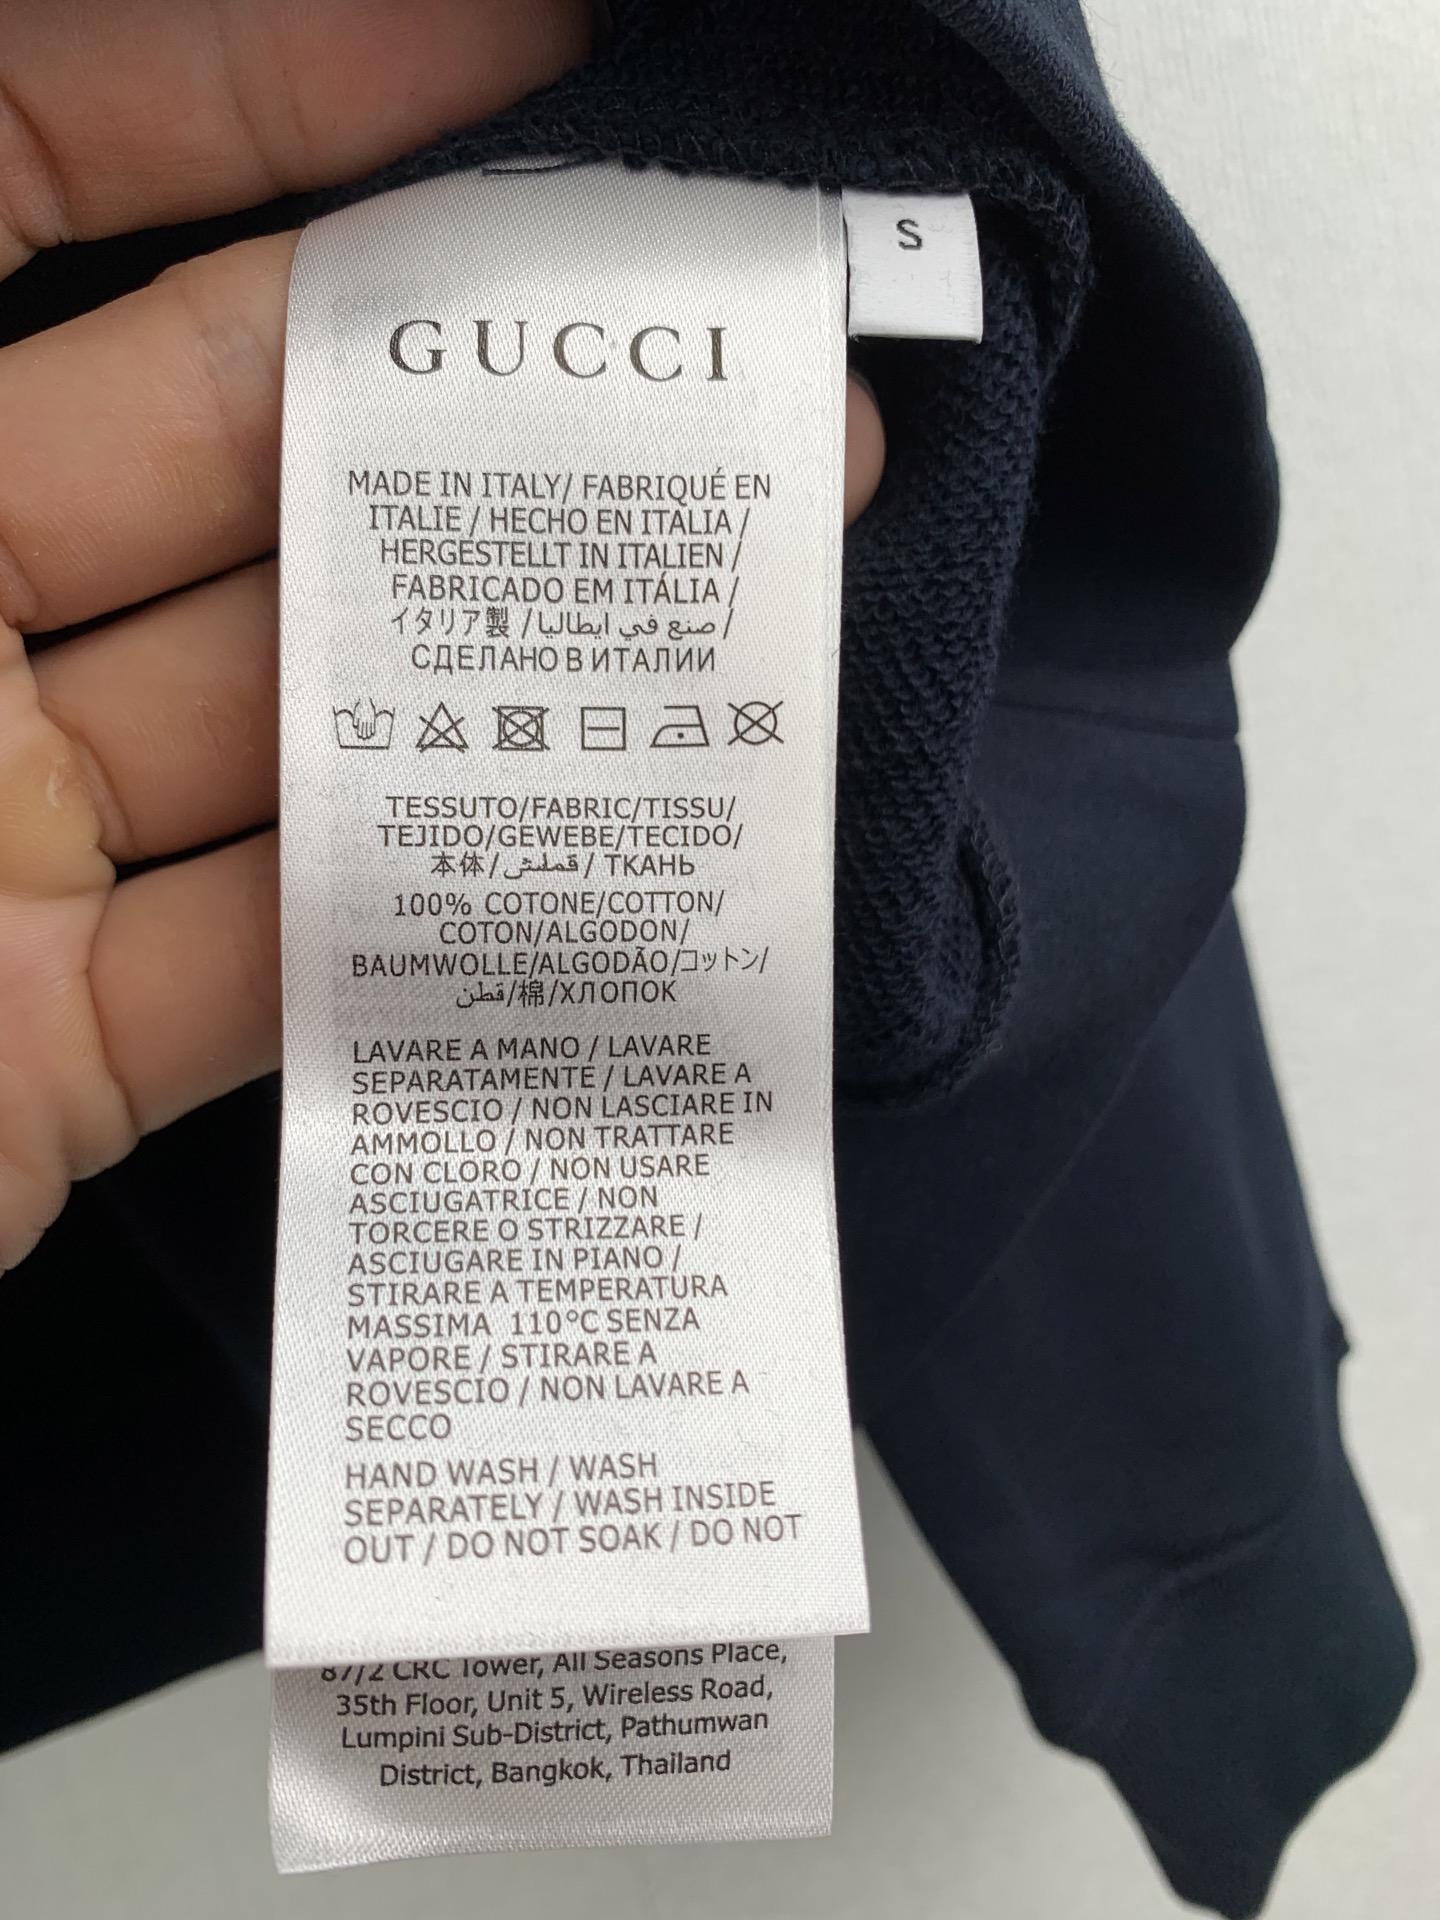 S
GUCCI
MADE IN ITALY/ FABRIQUÉ EN
ITALIE / HECHO EN ITALIA /
HERGESTELLT IN ITALIEN /
FABRICADO EM ITÁLIA /
イタリア製 / صنع في ايطاليا /
СДЕЛАНО В ИТАЛИИ
TESSUTO/FABRIC/TISSU/
TEJIDO/GEWEBE/TECIDO/
本体/ قملتش / ТКАНЬ
100% COTONE/COTTON/
COTON/ALGODON/
BAUMWOLLE/ALGODÃO/コットン/
قطن/棉/ХЛОПОК
LAVARE A MANO / LAVARE
SEPARATAMENTE / LAVARE A
ROVESCIO / NON LASCIARE IN
AMMOLLO / NON TRATTARE
CON CLORO / NON USARE
ASCIUGATRICE / NON
TORCERE O STRIZZARE /
ASCIUGARE IN PIANO /
STIRARE A TEMPERATURA
MASSIMA 110°C SENZA
VAPORE / STIRARE A
ROVESCIO / NON LAVARE A
SECCO
HAND WASH / WASH
SEPARATELY / WASH INSIDE
OUT / DO NOT SOAK / DO NOT
87/2 CRC Tower, All Seasons Place,
35th Floor, Unit 5, Wireless Road,
Lumpini Sub-District, Pathumwan
District, Bangkok, Thailand